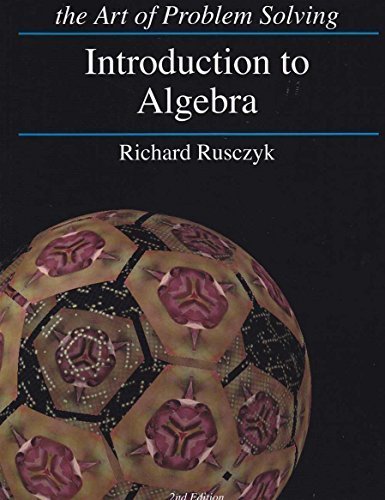 the Art of Problem Solving
Introduction to
Algebra
Richard Rusczyk
2nd Edition